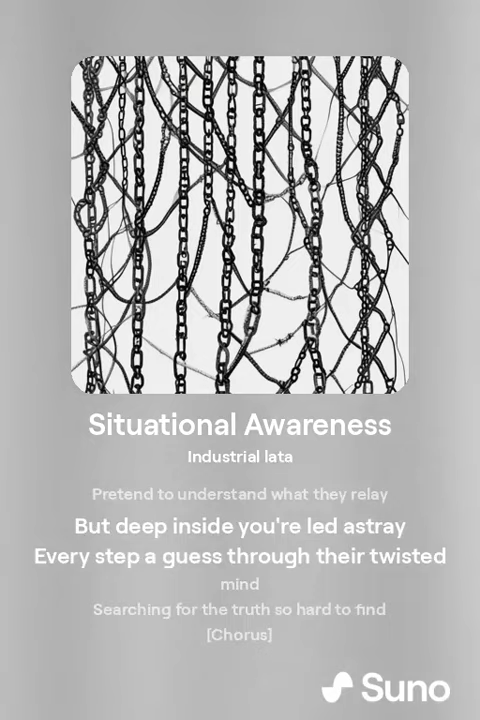 Situational Awareness
Industrial lata
Pretend to understand what they relay
But deep inside you're led astray
Every step a guess through their twisted
mind
Searching for the truth so hard to find
[Chorus]
Suno